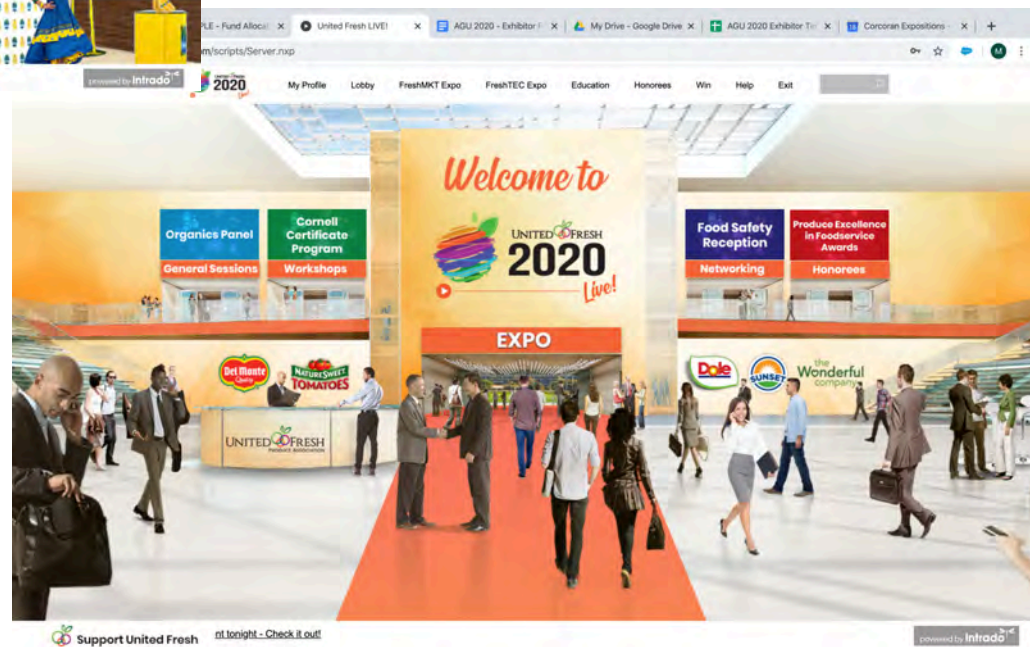 PLE - Fund Allocat
United Fresh LIVE!
AGU 2020 - Exhibitor F
My Drive - Google Drive
AGU 2020 Exhibitor Tir
Corcoran Expositions -
m/scripts/Server.nxp
M
powered by Intrado
2020
My Profile
Lobby
FreshMKT Expo
FreshTEC Expo
Education
Honorees
Win
Help
Exit
Welcome to
UNITED FRESH
2020
Live!
Organics Panel
General Sessions
Cornell
Certificate
Program
Workshops
Food Safety
Reception
Networking
Produce Excellence
in Foodservice
Awards
Honorees
EXPO
Del Monte
Quality
NATURESWEET
TOMATOES
Dole
SUNSET
the
Wonderful
company
UNITED FRESH
PRODUCE ASSOCIATION
Support United Fresh
nt tonight - Check it out!
powered by Intrado